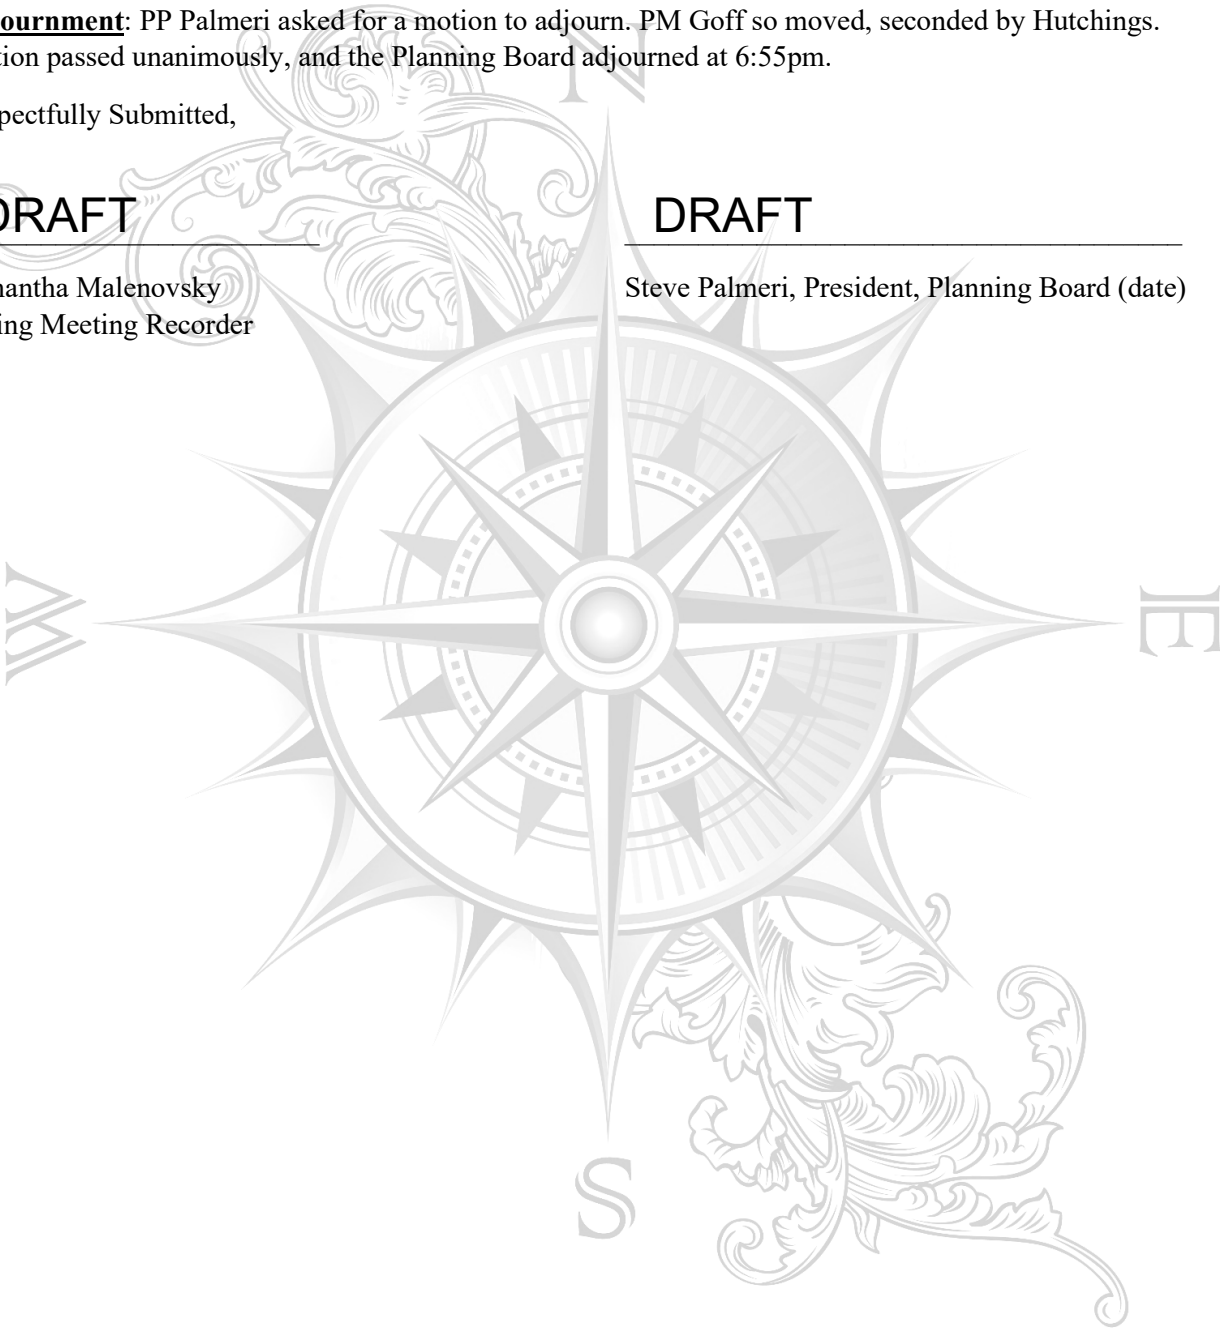 ournment: PP Palmeri asked for a motion to adjourn. PM Goff so moved, seconded by Hutchings.
tion passed unanimously, and the Planning Board adjourned at 6:55pm.
pectfully Submitted,
DRAFT DRAFT
antha Malenovsky Steve Palmeri, President, Planning Board (date)
ing Meeting Recorder
N
W E
S